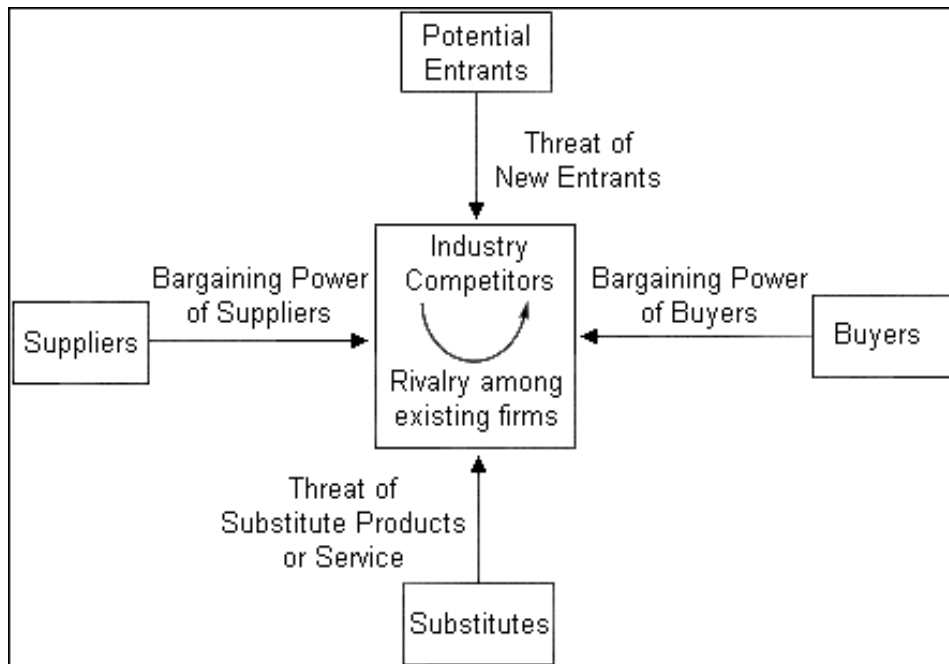 Potential
Entrants
Threat of
New Entrants
Industry
Competitors
Bargaining Power
of Suppliers
Bargaining Power
of Buyers
Suppliers
Buyers
Rivalry among
existing firms
Threat of
Substitute Products
or Service
Substitutes